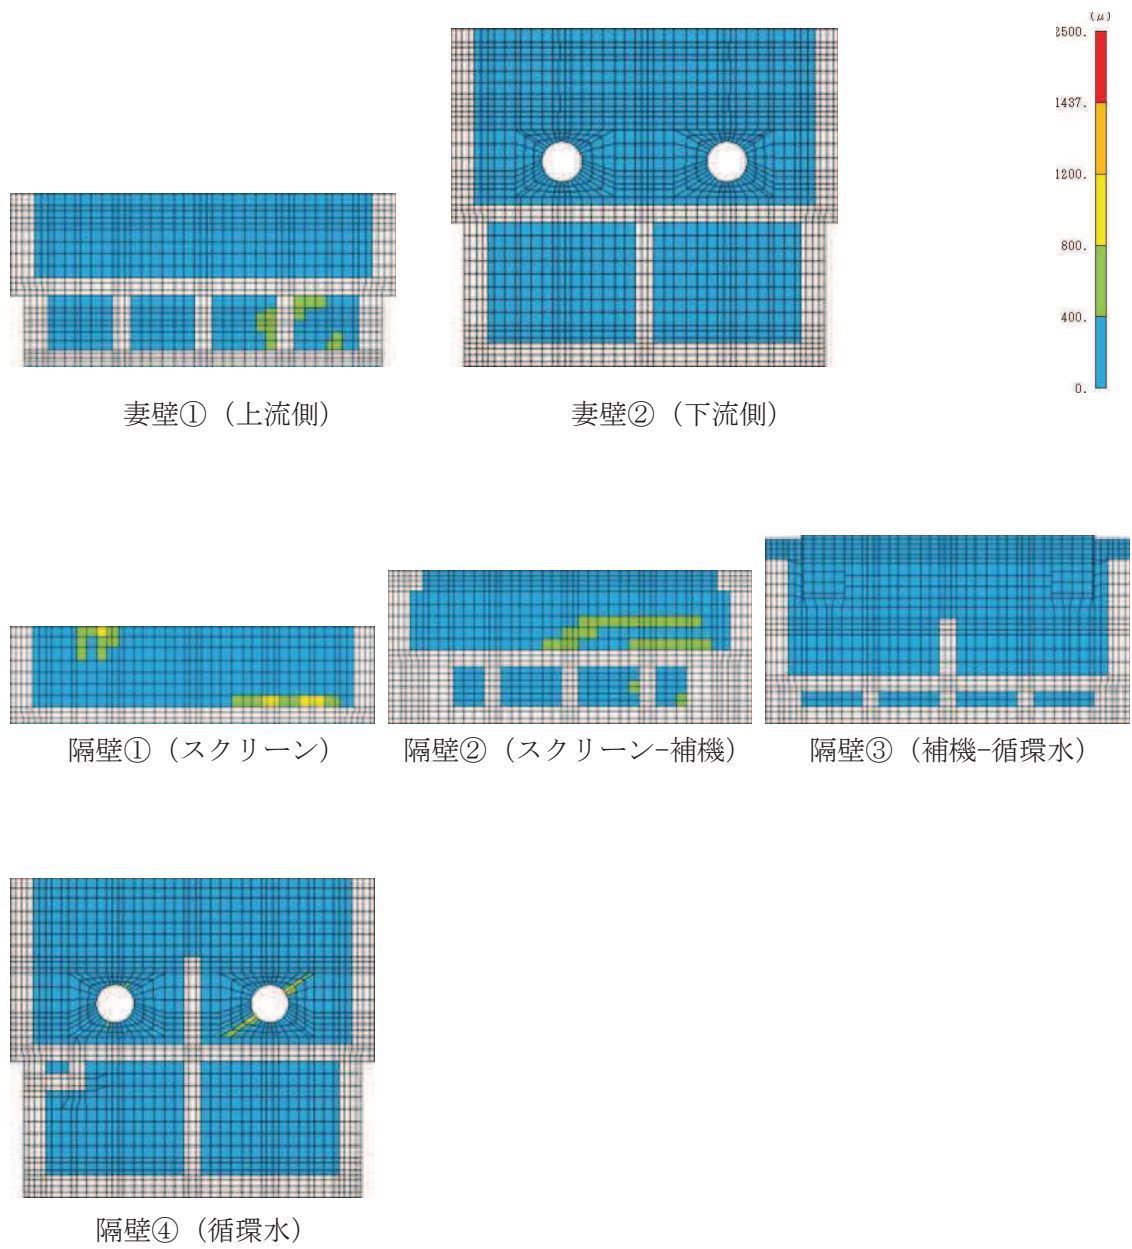 (μ)
2500.
1437.
1200.
800.
400.
0.
妻壁①（上流側）
妻壁②（下流側）
隔壁①（スクリーン）
隔壁②（スクリーン-補機）
隔壁③（補機-循環水）
隔壁④（循環水）